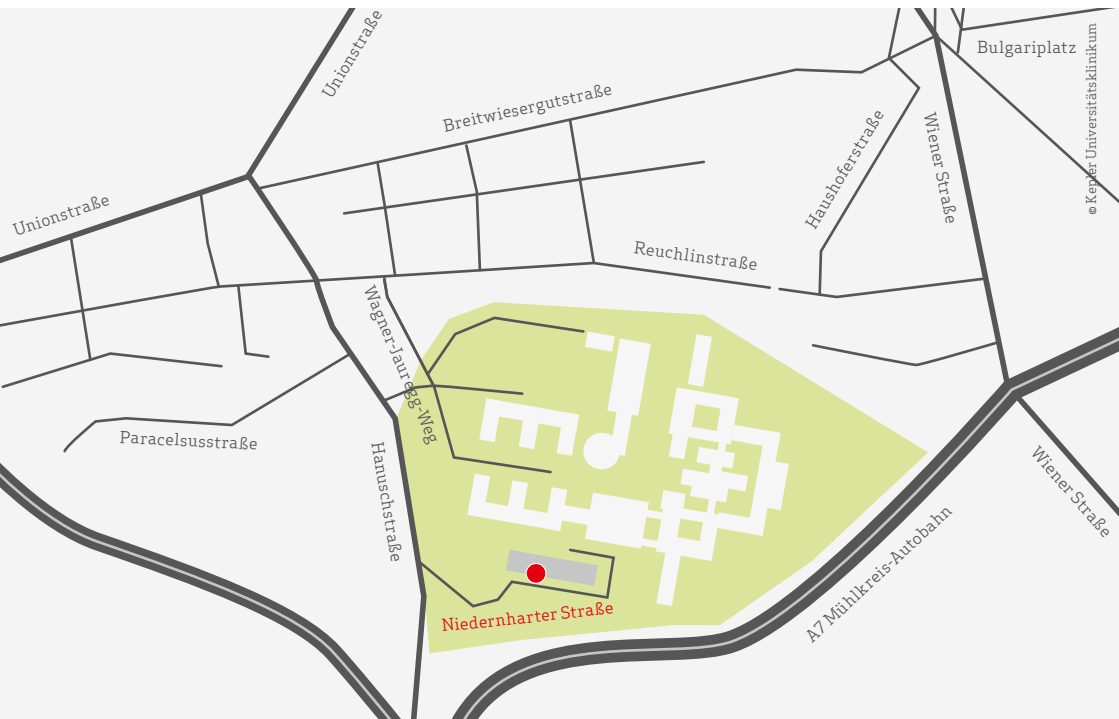 Unionstraße
Bulgariplatz
© Kepler Universitätsklinikum
Breitwiesergutstraße
Haushoferstraße
Wiener Straße
Unionstraße
Reuchlinstraße
Wagner-Jauregg-Weg
Paracelsusstraße
Hanuschstraße
Wiener Straße
A7 Mühlkreis-Autobahn
Niedernharter Straße